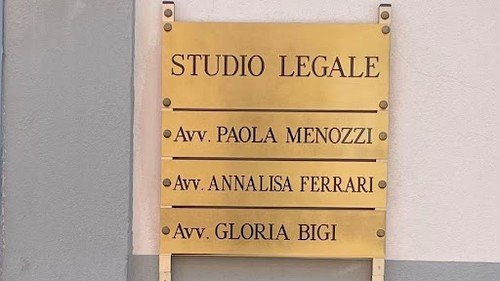 STUDIO LEGALE
Avv. PAOLA MENOZZI
Avv. ANNALISA FERRARI
Avv. GLORIA BIGI